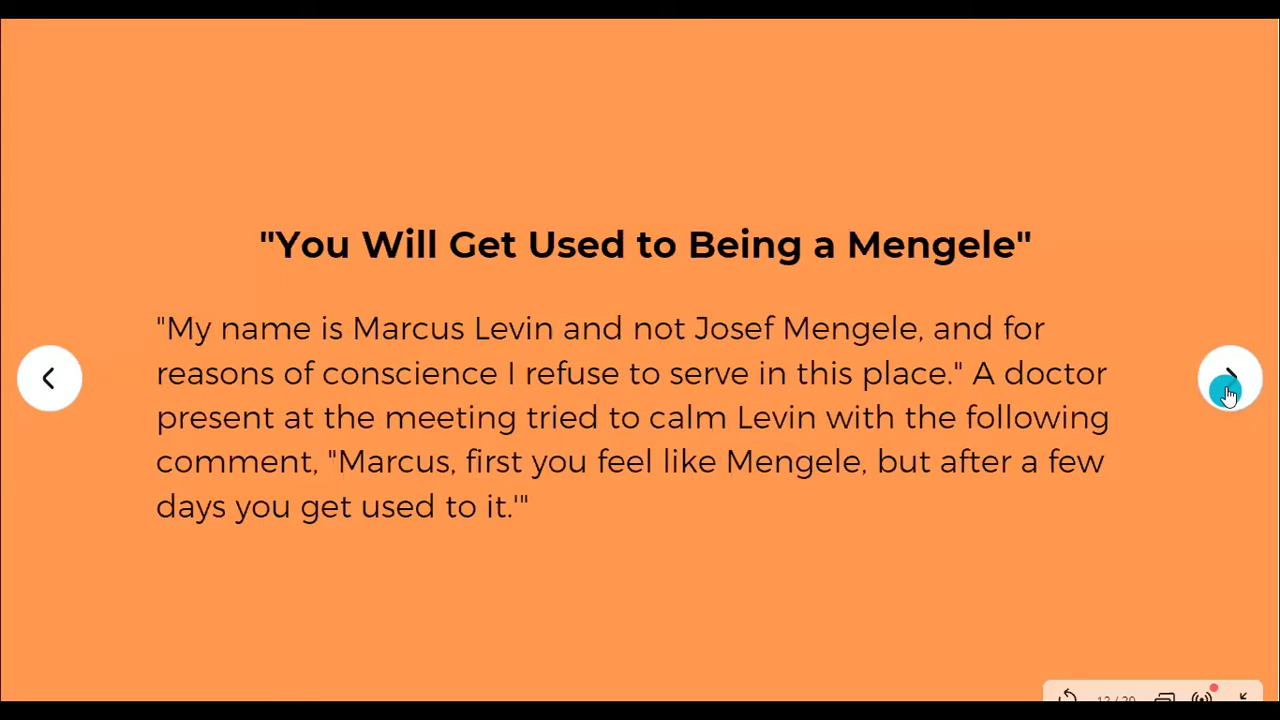 "You Will Get Used to Being a Mengele"
"My name is Marcus Levin and not Josef Mengele, and for
reasons of conscience I refuse to serve in this place." A doctor
present at the meeting tried to calm Levin with the following
comment, "Marcus, first you feel like Mengele, but after a few
days you get used to it.'"